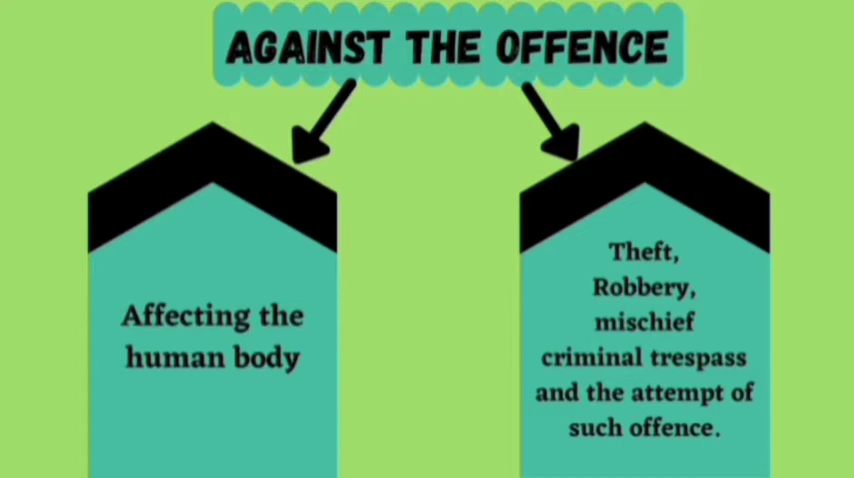 AGAINST THE OFFENCE
Affecting the
human body
Theft,
Robbery,
mischief
criminal trespass
and the attempt of
such offence.